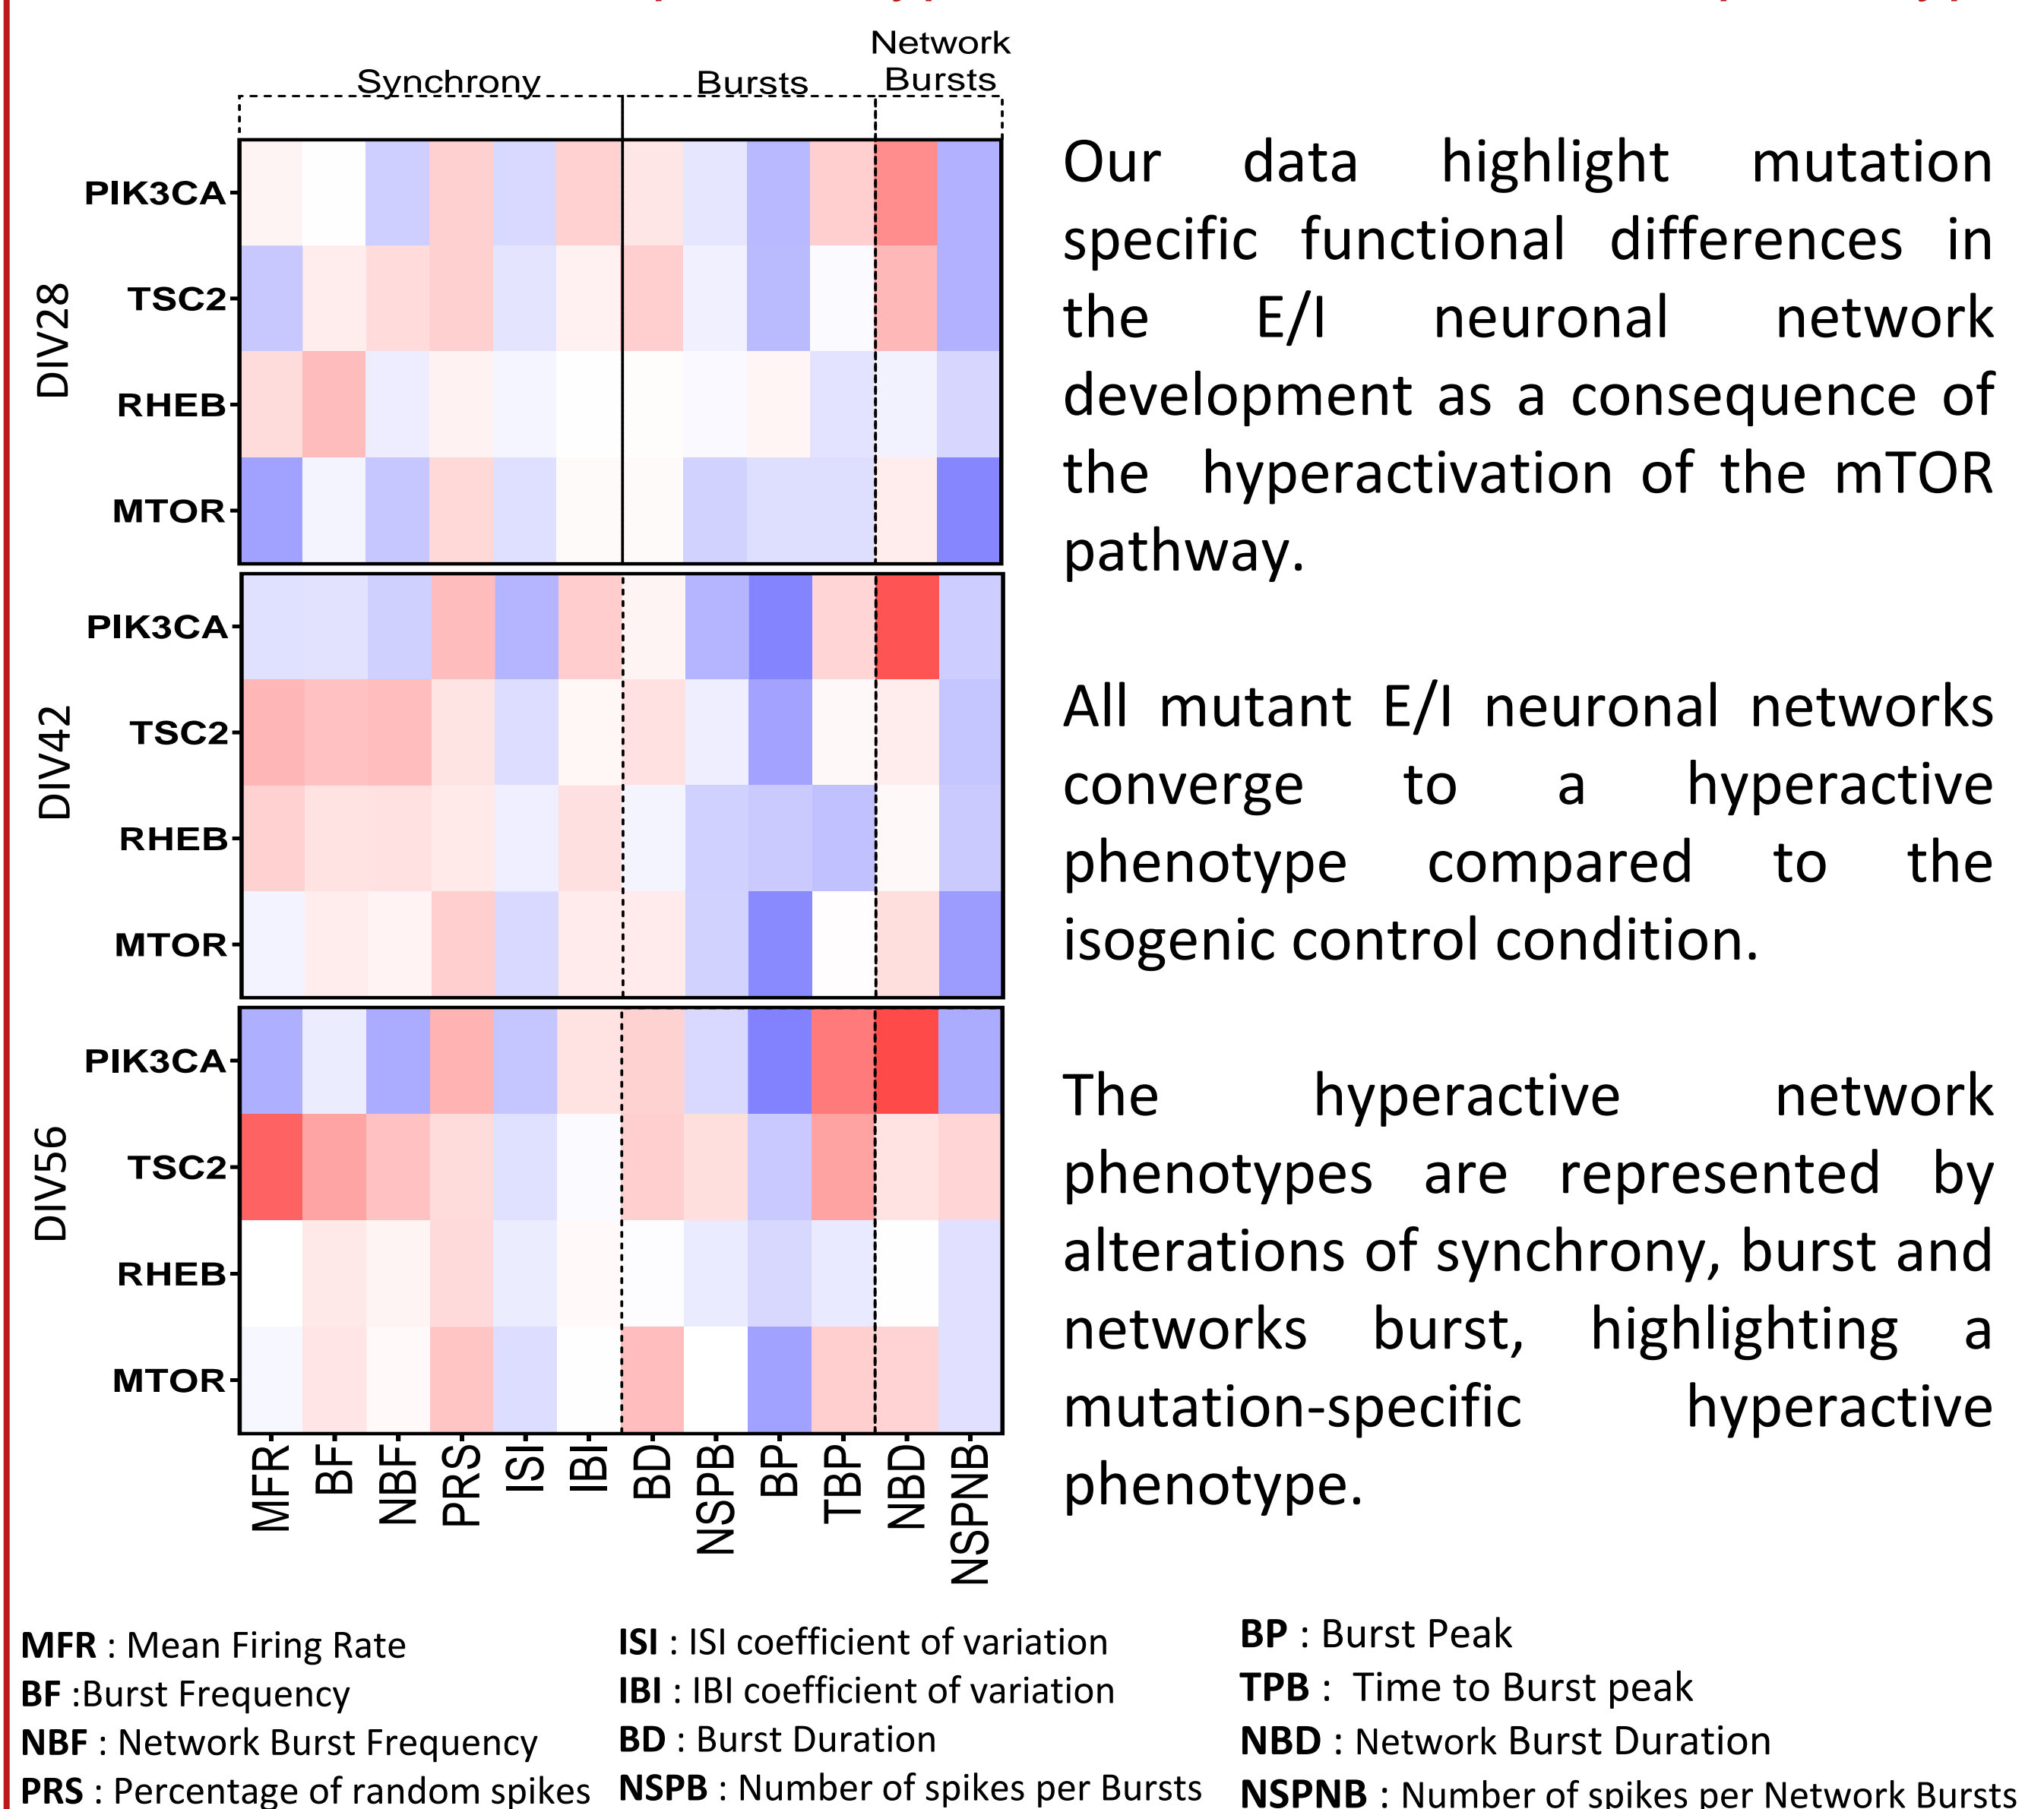 Network
Synchrony Bursts Bursts
DIV28
PIK3CA
TSC2
RHEB
MTOR
DIV42
PIK3CA
TSC2
RHEB
MTOR
DIV56
PIK3CA
TSC2
RHEB
MTOR
MFR BF NBF PRS ISI IBI BD NSPB BP TBP NBD NSPNB
Our data highlight mutation
specific functional differences in
the E/I neuronal network
development as a consequence of
the hyperactivation of the mTOR
pathway.
All mutant E/I neuronal networks
converge to a hyperactive
phenotype compared to the
isogenic control condition.
The hyperactive network
phenotypes are represented by
alterations of synchrony, burst and
networks burst, highlighting a
mutation-specific hyperactive
phenotype.
MFR : Mean Firing Rate
BF :Burst Frequency
NBF : Network Burst Frequency
PRS : Percentage of random spikes
ISI : ISI coefficient of variation
IBI : IBI coefficient of variation
BD : Burst Duration
NSPB : Number of spikes per Bursts
BP : Burst Peak
TPB : Time to Burst peak
NBD : Network Burst Duration
NSPNB : Number of spikes per Network Bursts